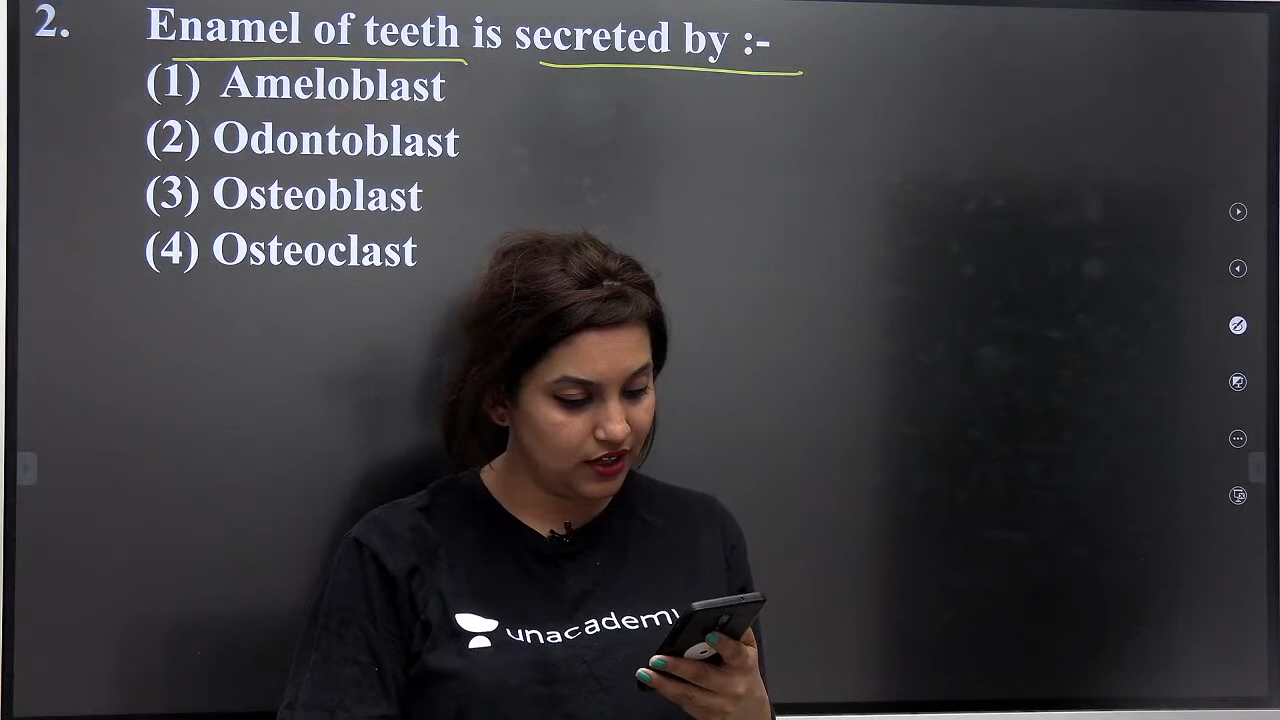 2. Enamel of teeth is secreted by :-
(1) Ameloblast
(2) Odontoblast
(3) Osteoblast
(4) Osteoclast
unacademy